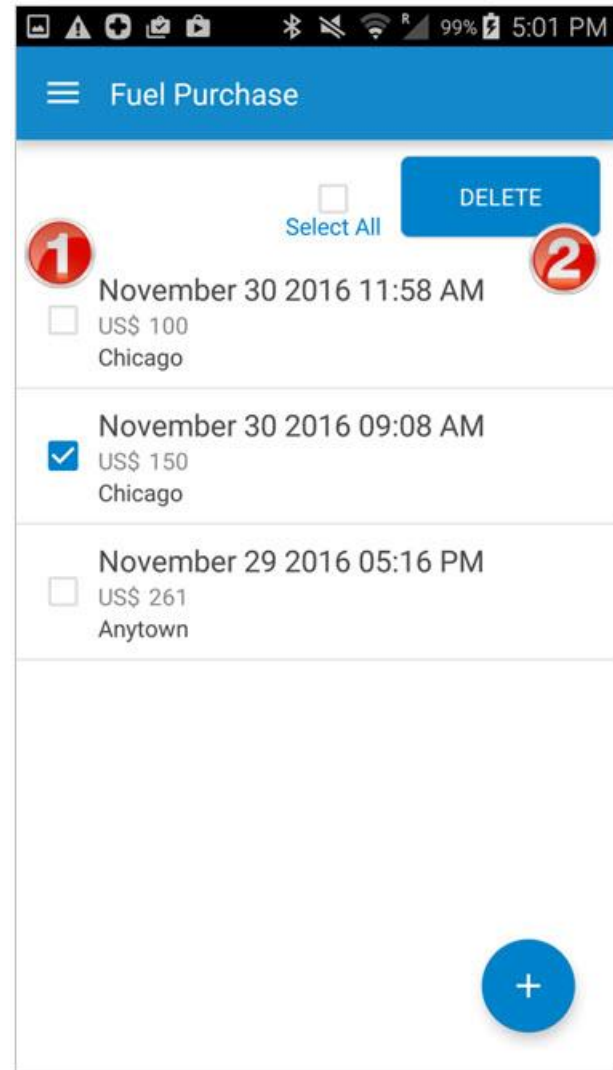 R 99% 5:01 PM
Fuel Purchase
DELETE
Select All
1
2
November 30 2016 11:58 AM
US$ 100
Chicago
November 30 2016 09:08 AM
US$ 150
Chicago
November 29 2016 05:16 PM
US$ 261
Anytown
+